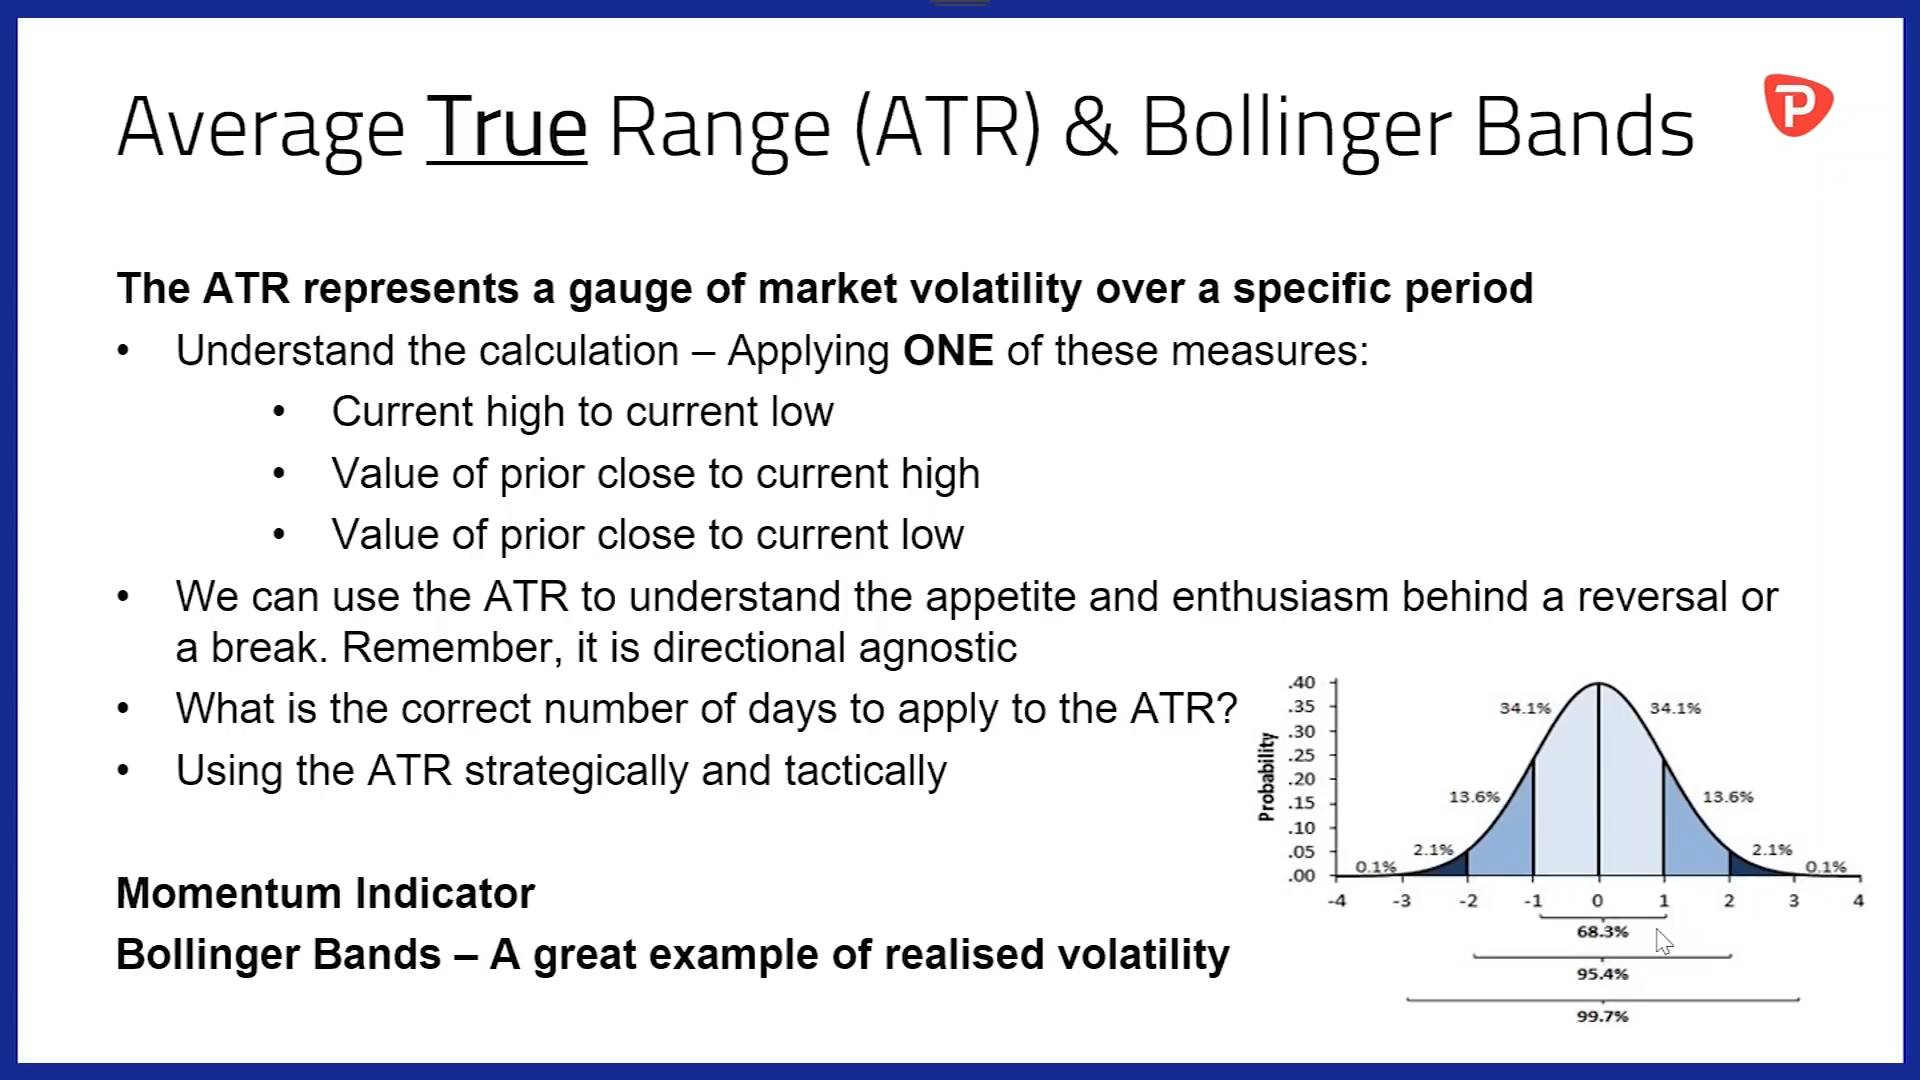 Average True Range (ATR) & Bollinger Bands
P
The ATR represents a gauge of market volatility over a specific period
• Understand the calculation – Applying ONE of these measures:
• Current high to current low
• Value of prior close to current high
• Value of prior close to current low
• We can use the ATR to understand the appetite and enthusiasm behind a reversal or
a break. Remember, it is directional agnostic
• What is the correct number of days to apply to the ATR?
• Using the ATR strategically and tactically
Momentum Indicator
Bollinger Bands – A great example of realised volatility
Probability
.40
.35
.30
.25
.20
.15
.10
.05
.00
34.1% 34.1%
13.6% 13.6%
2.1% 2.1%
0.1% 0.1%
-4 -3 -2 -1 0 1 2 3 4
68.3%
95.4%
99.7%